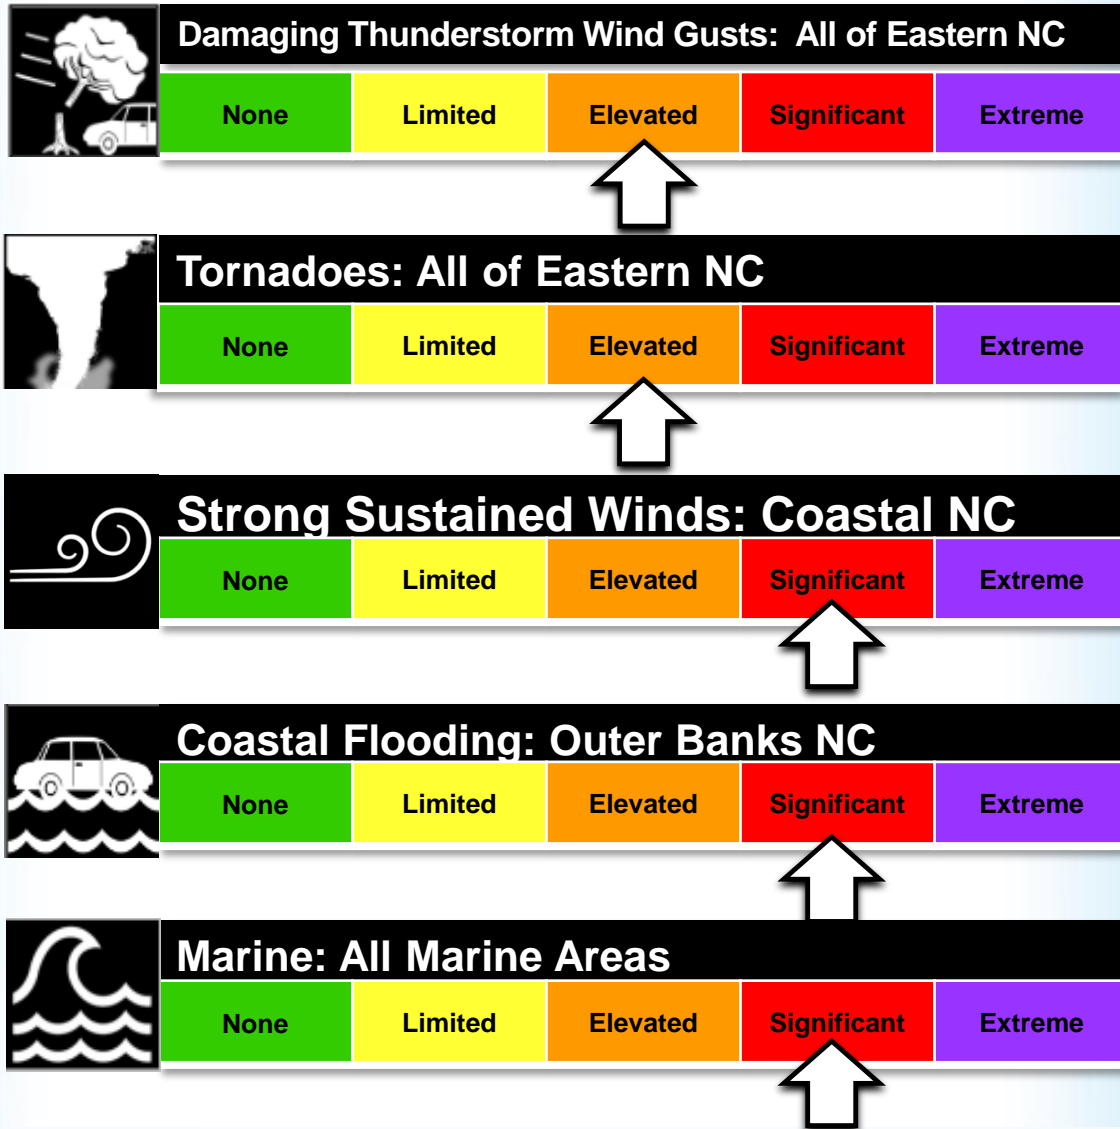 Damaging Thunderstorm Wind Gusts: All of Eastern NC
None Limited Elevated Significant Extreme
Tornadoes: All of Eastern NC
None Limited Elevated Significant Extreme
Strong Sustained Winds: Coastal NC
None Limited Elevated Significant Extreme
Coastal Flooding: Outer Banks NC
None Limited Elevated Significant Extreme
Marine: All Marine Areas
None Limited Elevated Significant Extreme